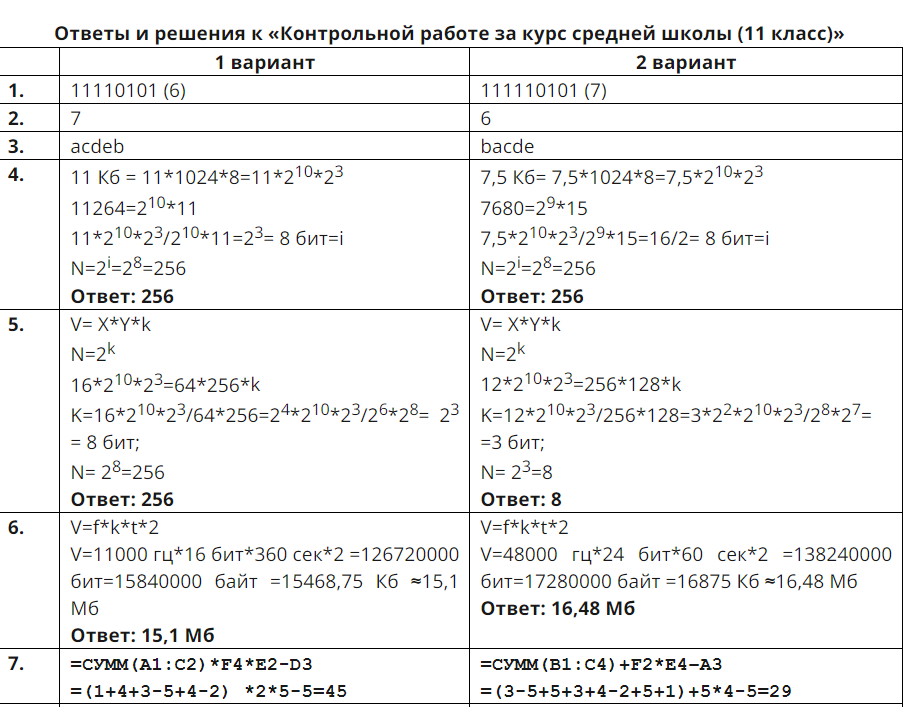 Ответы и решения к «Контрольной работе за курс средней школы (11 класс)»
1 вариант 2 вариант
1. 11110101 (6) 111110101 (7)
2. 7 6
3. acdeb bacde
4.
11 Кб = 11*1024*8=11*2^10*2^3
11264=2^10*11
11*2^10*2^3/2^10*11=2^3= 8 бит=i
N=2^i=2^8=256
Ответ: 256
7,5 Кб= 7,5*1024*8=7,5*2^10*2^3
7680=2^9*15
7,5*2^10*2^3/2^9*15=16/2= 8 бит=i
N=2^i=2^8=256
Ответ: 256
5.
V= X*Y*k
N=2^k
16*2^10*2^3=64*256*k
K=16*2^10*2^3/64*256=2^4*2^10*2^3/2^6*2^8= 2^3
= 8 бит;
N= 2^8=256
Ответ: 256
V= X*Y*k
N=2^k
12*2^10*2^3=256*128*k
K=12*2^10*2^3/256*128=3*2^2*2^10*2^3/2^8*2^7=
=3 бит;
N= 2^3=8
Ответ: 8
6.
V=f*k*t*2
V=11000 гц*16 бит*360 сек*2 =126720000
бит=15840000 байт =15468,75 Кб ≈15,1
Мб
Ответ: 15,1 Мб
V=f*k*t*2
V=48000 гц*24 бит*60 сек*2 =138240000
бит=17280000 байт =16875 Кб ≈16,48 Мб
Ответ: 16,48 Мб
7.
=СУММ(A1:C2)*F4*E2-D3
=(1+4+3-5+4-2) *2*5-5=45
=СУММ(B1:C4)+F2*E4–A3
=(3-5+5+3+4-2+5+1)+5*4-5=29